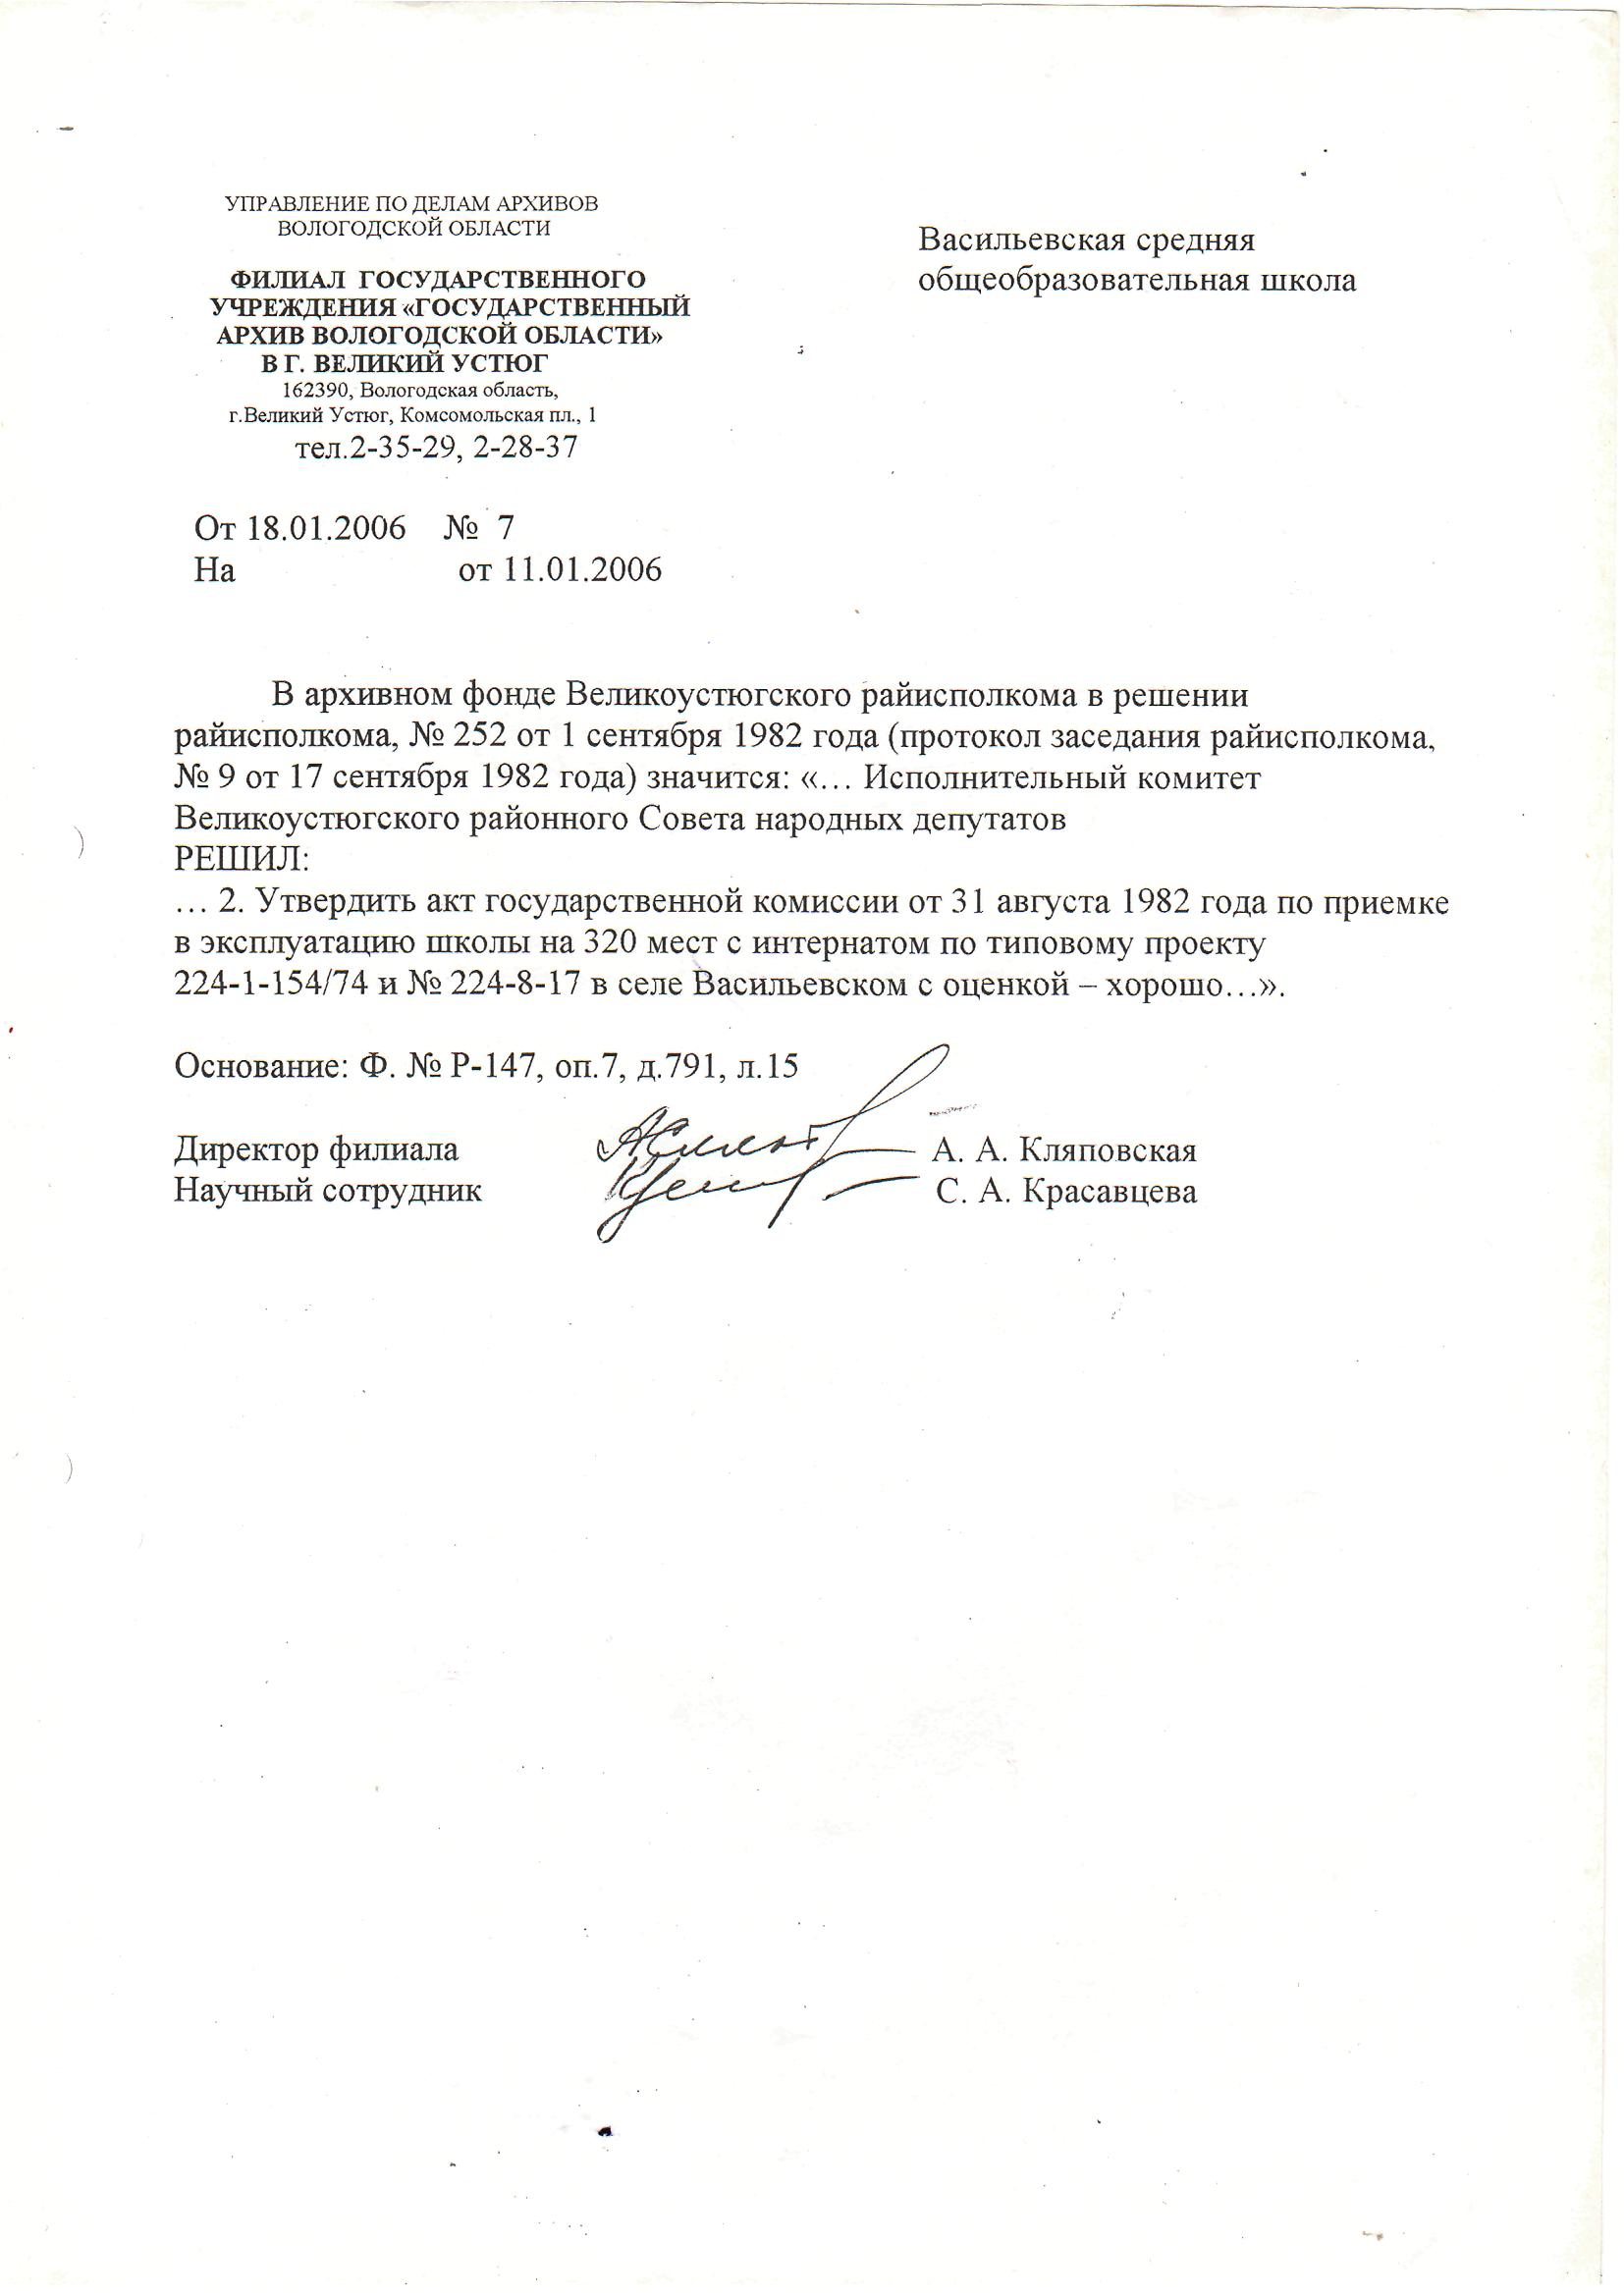 УПРАВЛЕНИЕ ПО ДЕЛАМ АРХИВОВ
ВОЛОГОДСКОЙ ОБЛАСТИ
ФИЛИАЛ ГОСУДАРСТВЕННОГО
УЧРЕЖДЕНИЯ «ГОСУДАРСТВЕННЫЙ
АРХИВ ВОЛОГОДСКОЙ ОБЛАСТИ»
В Г. ВЕЛИКИЙ УСТЮГ
162390, Вологодская область,
г.Великий Устюг, Комсомольская пл., 1
тел.2-35-29, 2-28-37
Васильевская средняя
общеобразовательная школа
От 18.01.2006 № 7
На от 11.01.2006
В архивном фонде Великоустюгского райисполкома в решении
райисполкома, № 252 от 1 сентября 1982 года (протокол заседания райисполкома,
№ 9 от 17 сентября 1982 года) значится: «… Исполнительный комитет
Великоустюгского районного Совета народных депутатов
РЕШИЛ:
… 2. Утвердить акт государственной комиссии от 31 августа 1982 года по приемке
в эксплуатацию школы на 320 мест с интернатом по типовому проекту
224-1-154/74 и № 224-8-17 в селе Васильевском с оценкой – хорошо…».
Основание: Ф. № Р-147, оп.7, д.791, л.15
Директор филиала А. А. Кляповская
Научный сотрудник С. А. Красавцева